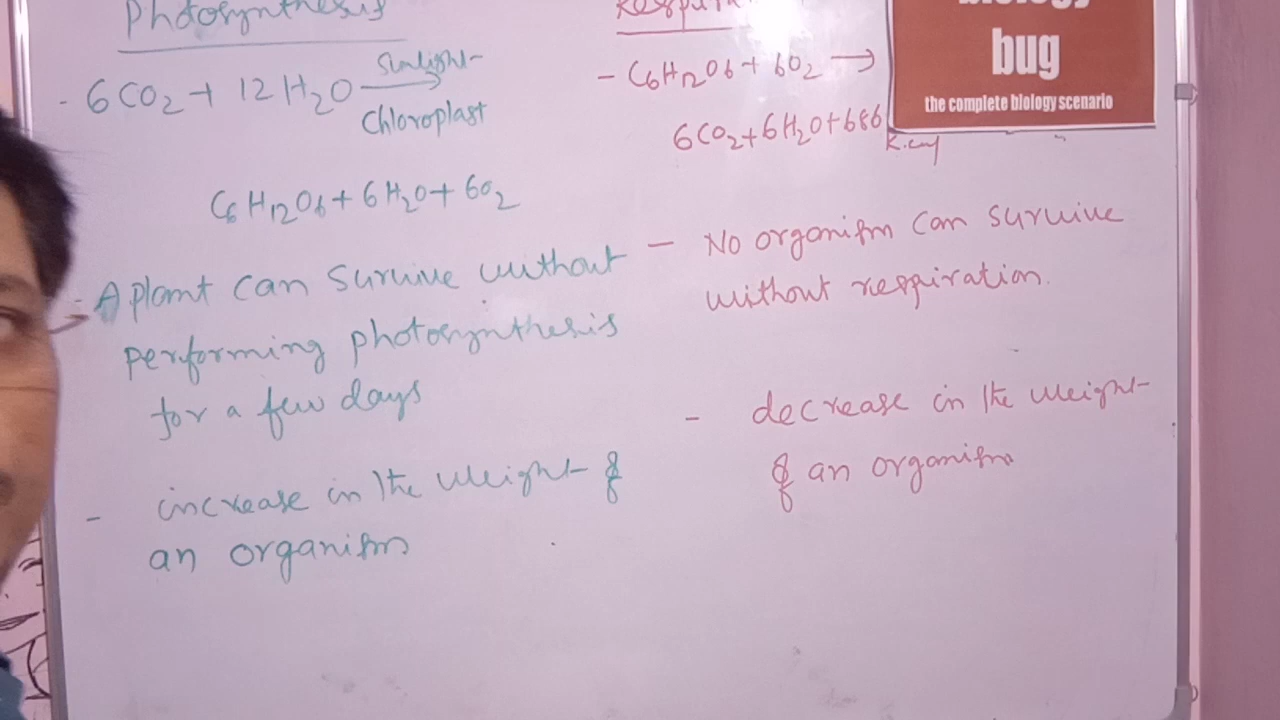 Photosynthesis
- 6CO2 + 12H2O sunlight
Chloroplast
C6H12O6 + 6H2O + 6O2
- A plant can survive without
performing photosynthesis
for a few days
- increase in the weight of
an organism
- C6H12O6 + 6O2 →
6CO2 + 6H2O + 686
K.cal
- No organism can survive
without respiration.
- decrease in the weight
of an organism
bug
the complete biology scenario